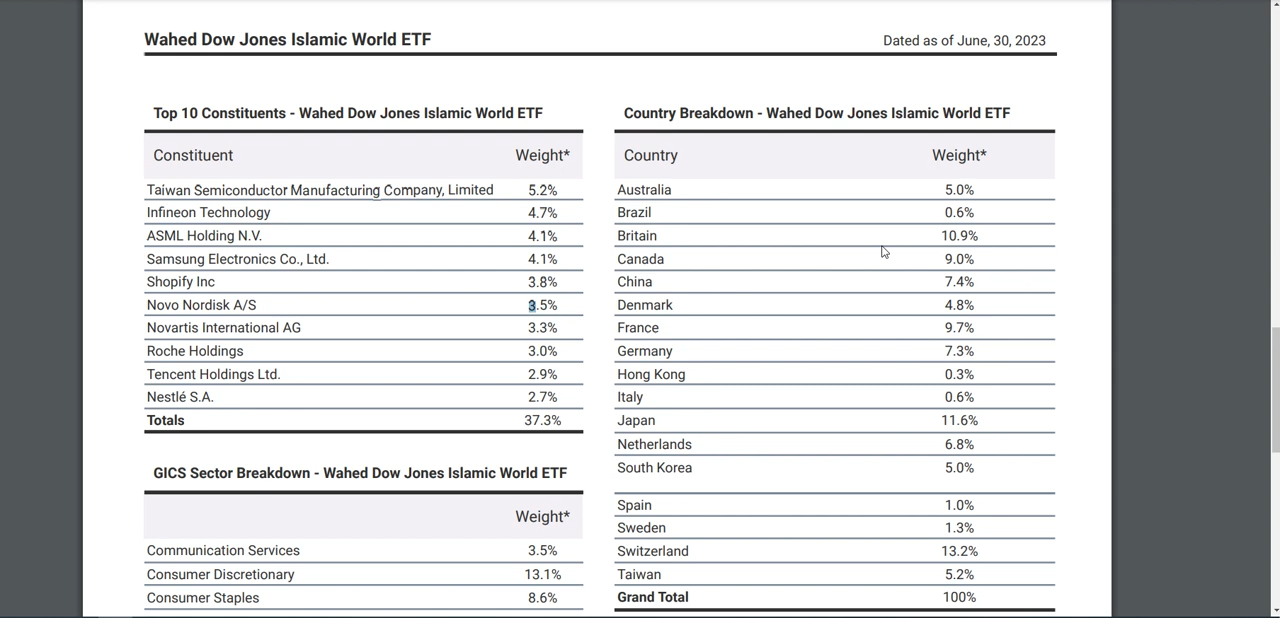 Wahed Dow Jones Islamic World ETF
Dated as of June, 30, 2023
Top 10 Constituents - Wahed Dow Jones Islamic World ETF
Constituent Weight*
Taiwan Semiconductor Manufacturing Company, Limited 5.2%
Infineon Technology 4.7%
ASML Holding N.V. 4.1%
Samsung Electronics Co., Ltd. 4.1%
Shopify Inc 3.8%
Novo Nordisk A/S 3.5%
Novartis International AG 3.3%
Roche Holdings 3.0%
Tencent Holdings Ltd. 2.9%
Nestlé S.A. 2.7%
Totals 37.3%
GICS Sector Breakdown - Wahed Dow Jones Islamic World ETF
Weight*
Communication Services 3.5%
Consumer Discretionary 13.1%
Consumer Staples 8.6%
Country Breakdown - Wahed Dow Jones Islamic World ETF
Country Weight*
Australia 5.0%
Brazil 0.6%
Britain 10.9%
Canada 9.0%
China 7.4%
Denmark 4.8%
France 9.7%
Germany 7.3%
Hong Kong 0.3%
Italy 0.6%
Japan 11.6%
Netherlands 6.8%
South Korea 5.0%
Spain 1.0%
Sweden 1.3%
Switzerland 13.2%
Taiwan 5.2%
Grand Total 100%